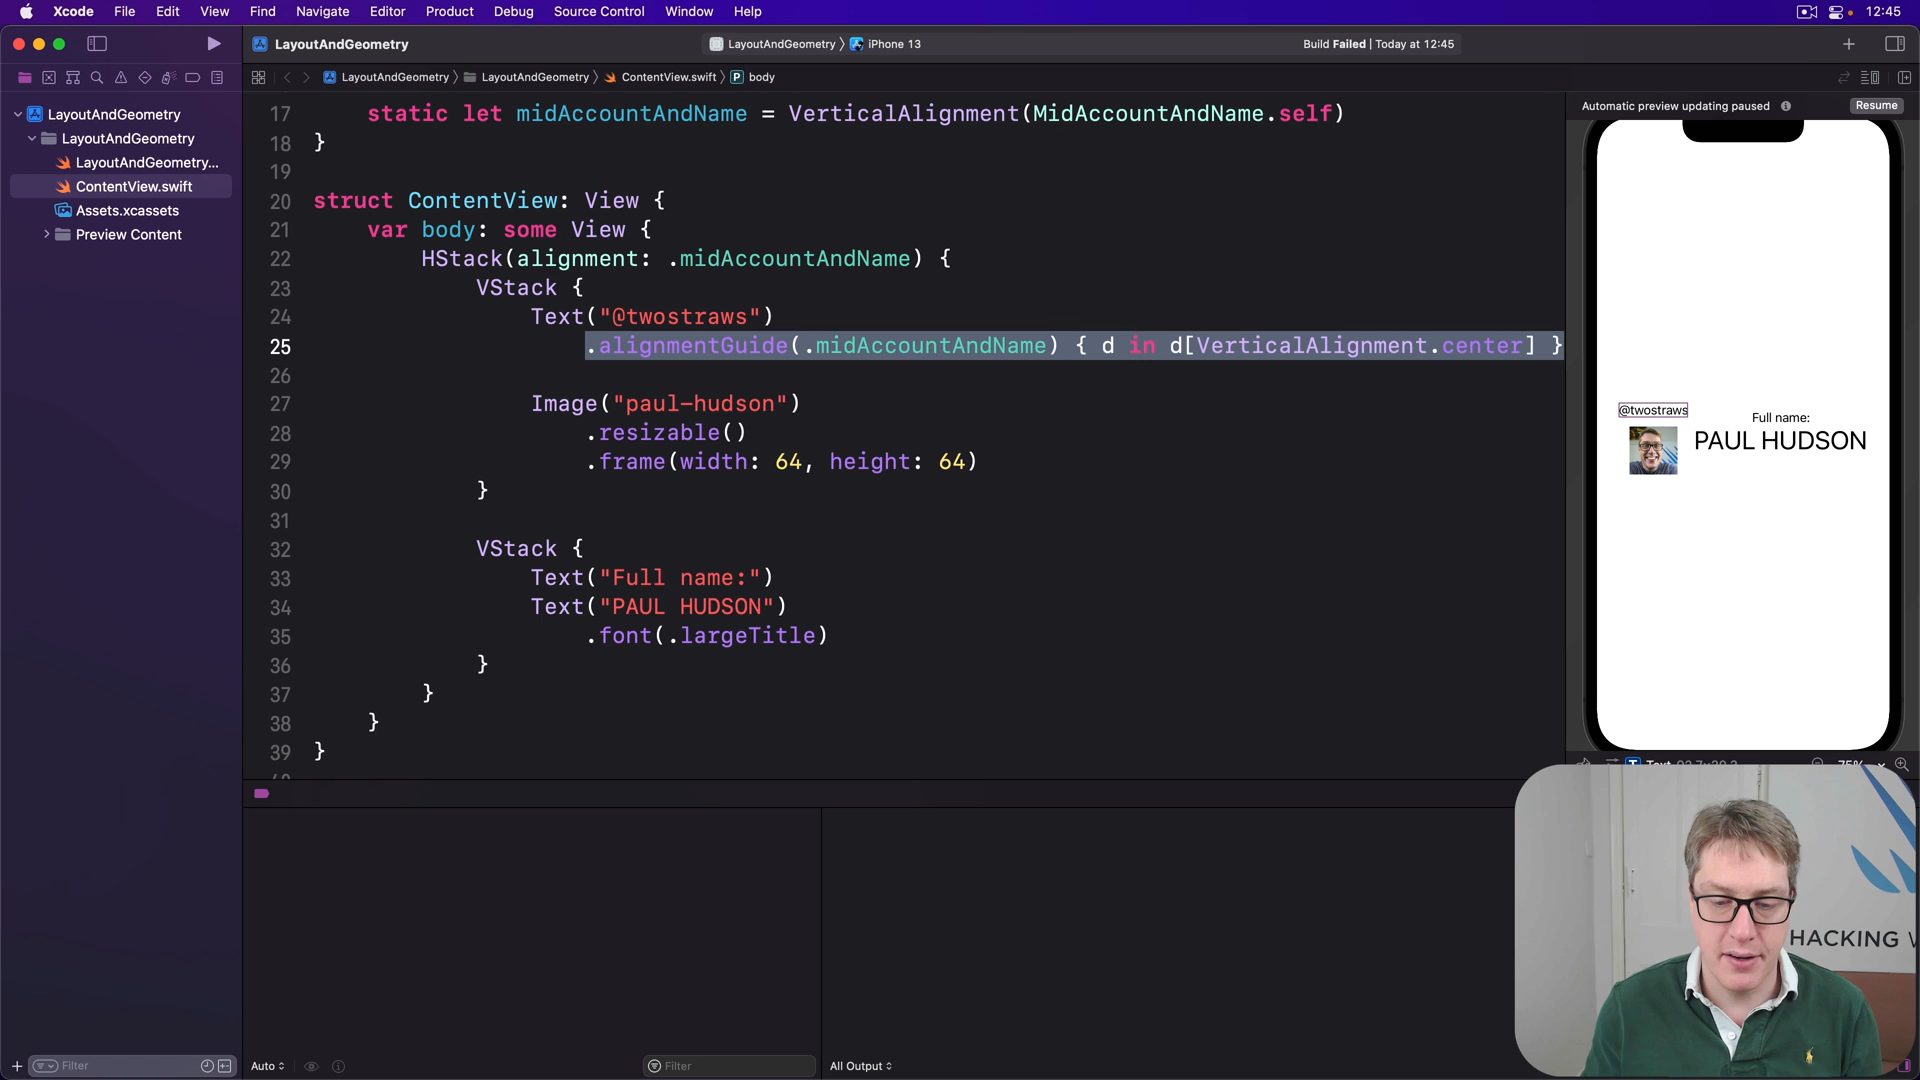 Xcode File Edit View Find Navigate Editor Product Debug Source Control Window Help 12:45
LayoutAndGeometry LayoutAndGeometry iPhone 13 Build Failed | Today at 12:45
LayoutAndGeometry LayoutAndGeometry ContentView.swift P body
LayoutAndGeometry
LayoutAndGeometry
LayoutAndGeometry...
ContentView.swift
Assets.xcassets
Preview Content
17 static let midAccountAndName = VerticalAlignment(MidAccountAndName.self)
18 }
19
20 struct ContentView: View {
21 var body: some View {
22 HStack(alignment: .midAccountAndName) {
23 VStack {
24 Text("@twostraws")
25 .alignmentGuide(.midAccountAndName) { d in d[VerticalAlignment.center] }
26
27 Image("paul-hudson")
28 .resizable()
29 .frame(width: 64, height: 64)
30 }
31
32 VStack {
33 Text("Full name:")
34 Text("PAUL HUDSON")
35 .font(.largeTitle)
36 }
37 }
38 }
39 }
Automatic preview updating paused Resume
@twostraws
Full name:
PAUL HUDSON
Text
75%
HACKING W
Filter
Auto
Filter
All Output